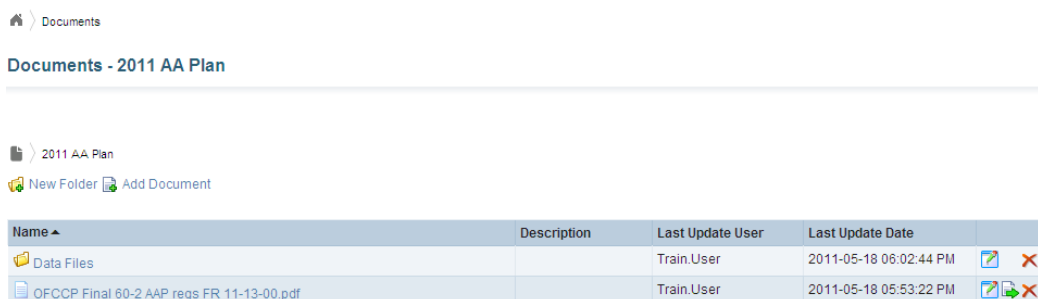 Documents
Documents - 2011 AA Plan
2011 AA Plan
New Folder Add Document
Name Description Last Update User Last Update Date
Data Files Train.User 2011-05-18 06:02:44 PM
OFCCP Final 60-2 AAP regs FR 11-13-00.pdf Train.User 2011-05-18 05:53:22 PM